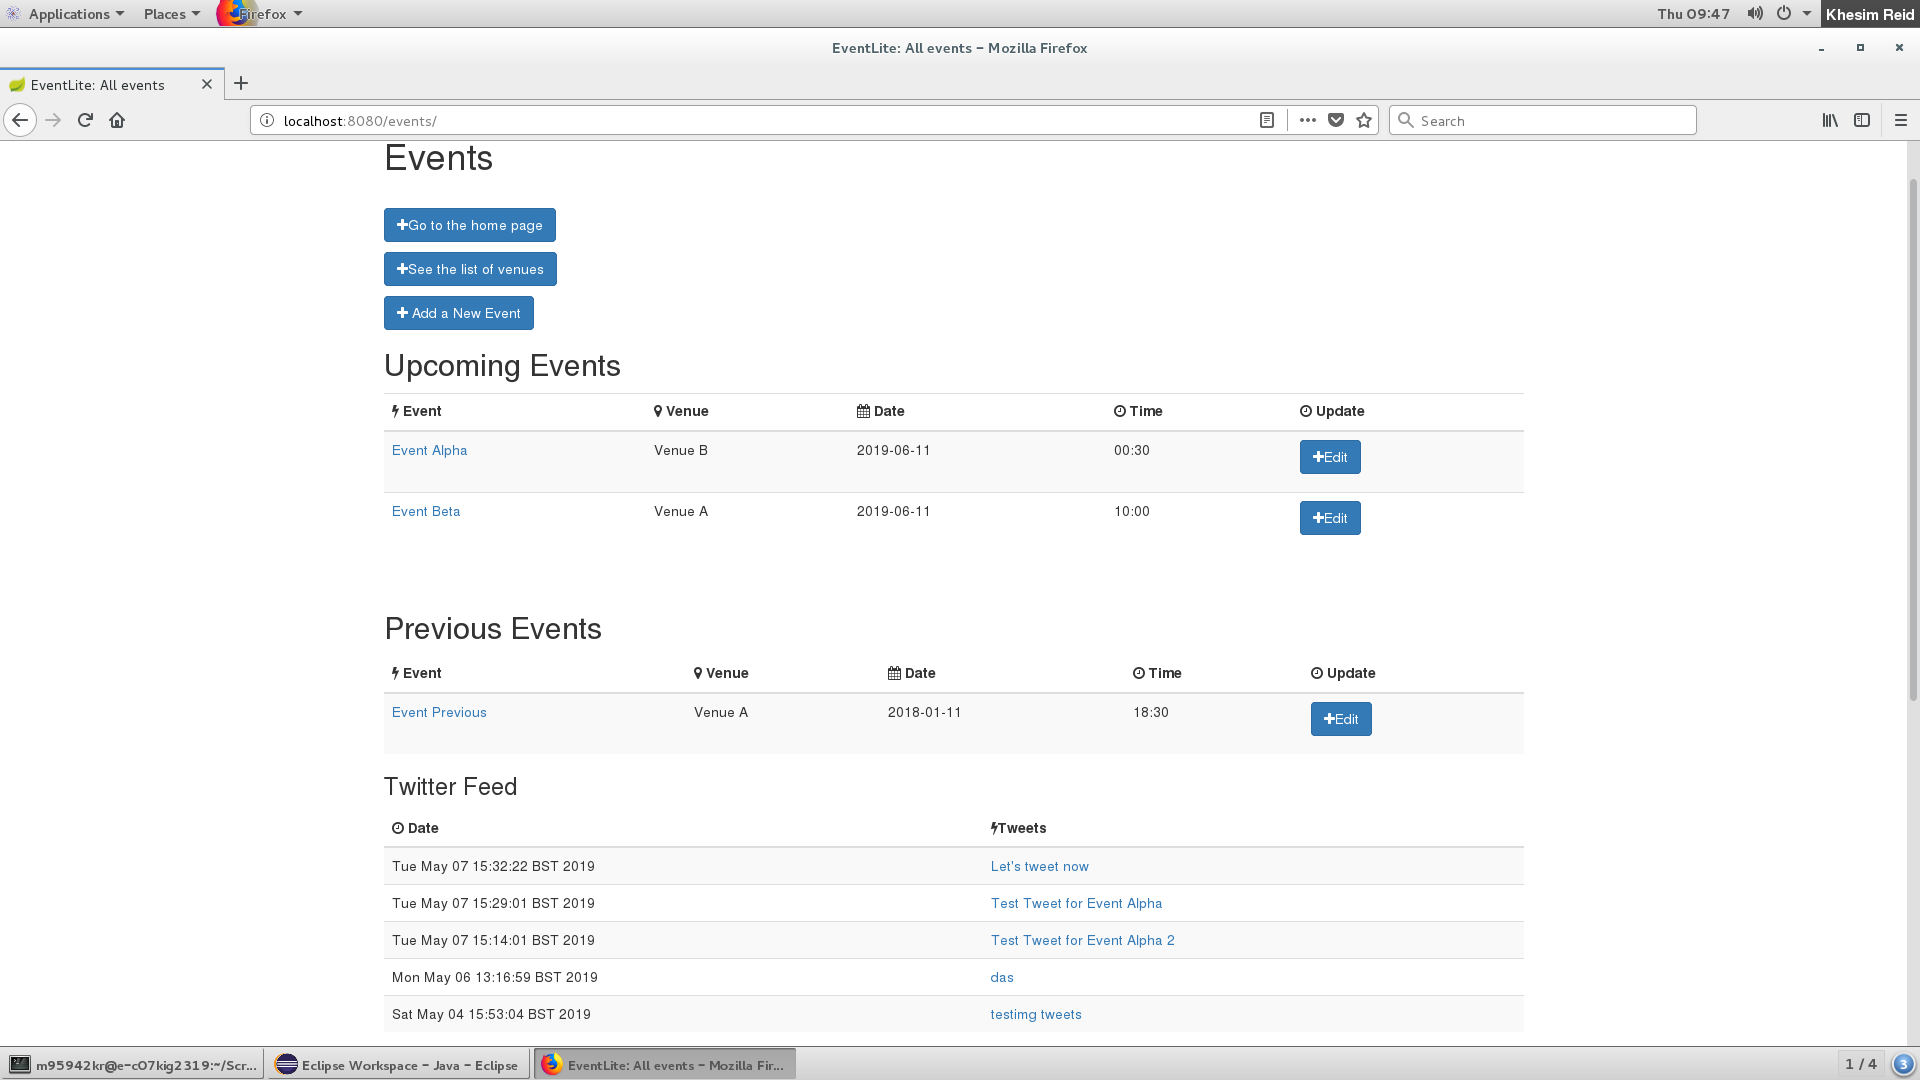 Applications Places Firefox Thu 09:47 Khesim Reid
EventLite: All events - Mozilla Firefox
EventLite: All events
localhost:8080/events/ Search
Events
Go to the home page
See the list of venues
Add a New Event
Upcoming Events
Event Venue Date Time Update
Event Alpha Venue B 2019-06-11 00:30 Edit
Event Beta Venue A 2019-06-11 10:00 Edit
Previous Events
Event Venue Date Time Update
Event Previous Venue A 2018-01-11 18:30 Edit
Twitter Feed
Date Tweets
Tue May 07 15:32:22 BST 2019 Let's tweet now
Tue May 07 15:29:01 BST 2019 Test Tweet for Event Alpha
Tue May 07 15:14:01 BST 2019 Test Tweet for Event Alpha 2
Mon May 06 13:16:59 BST 2019 das
Sat May 04 15:53:04 BST 2019 testimg tweets
m95942kr@e-c07kig2319:~/Scr... Eclipse Workspace - Java - Eclipse EventLite: All events - Mozilla Fir... 1 / 4 3